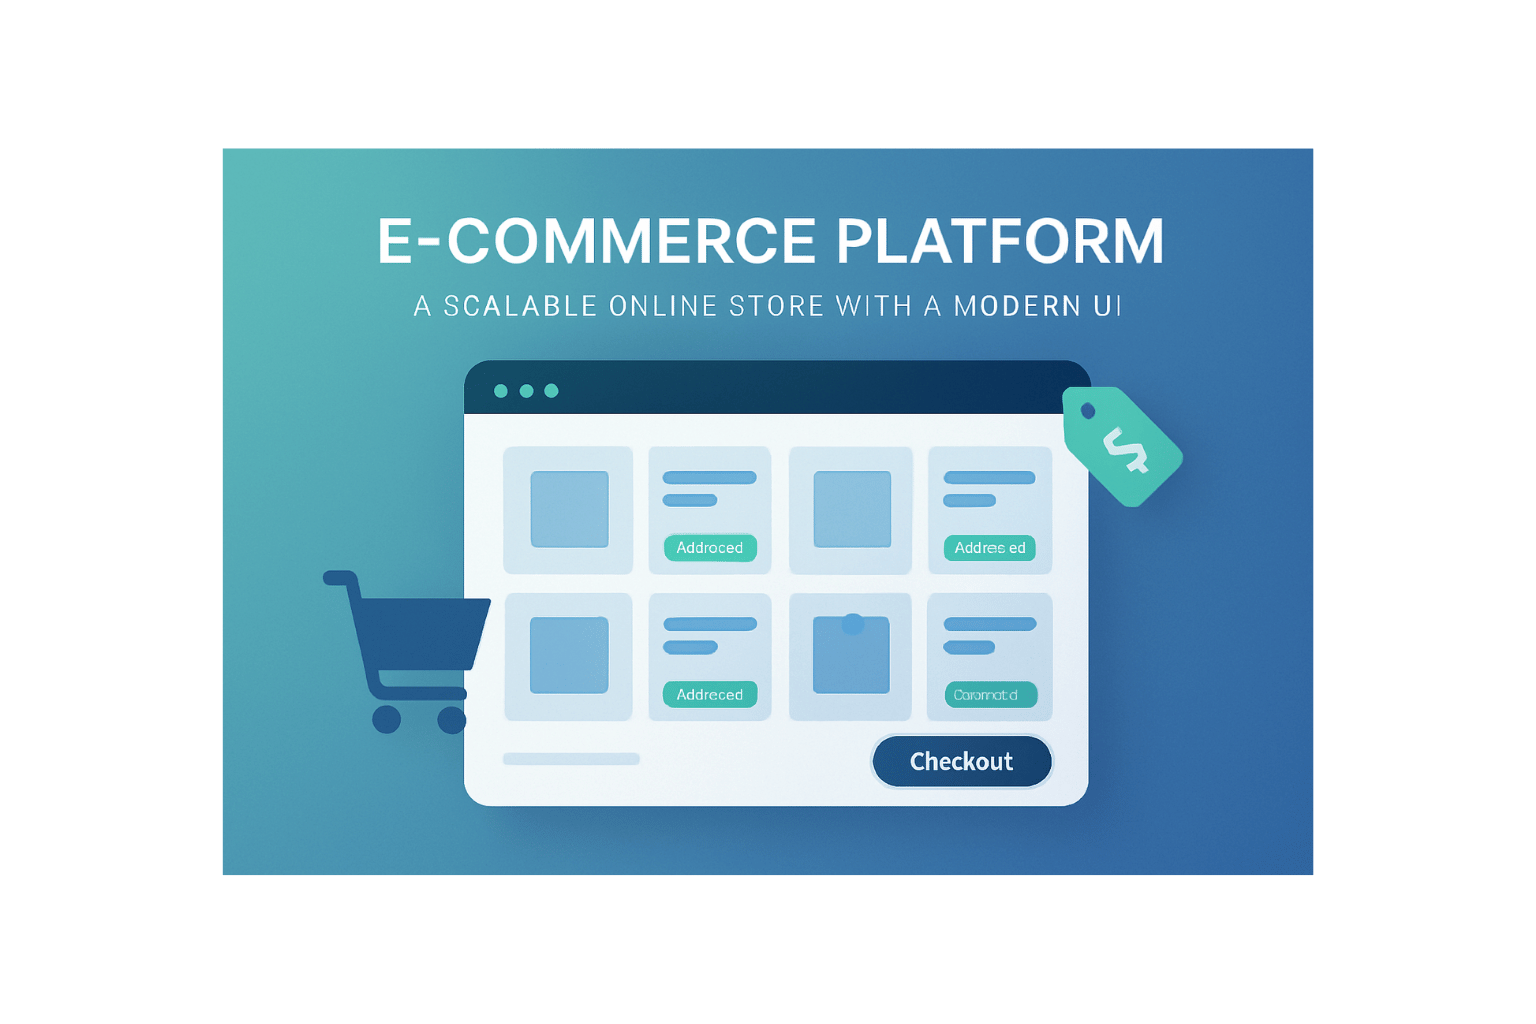 E-COMMERCE PLATFORM
A SCALABLE ONLINE STORE WITH A MODERN UI
$
Addroced
Addres ed
Addreced
Checkout